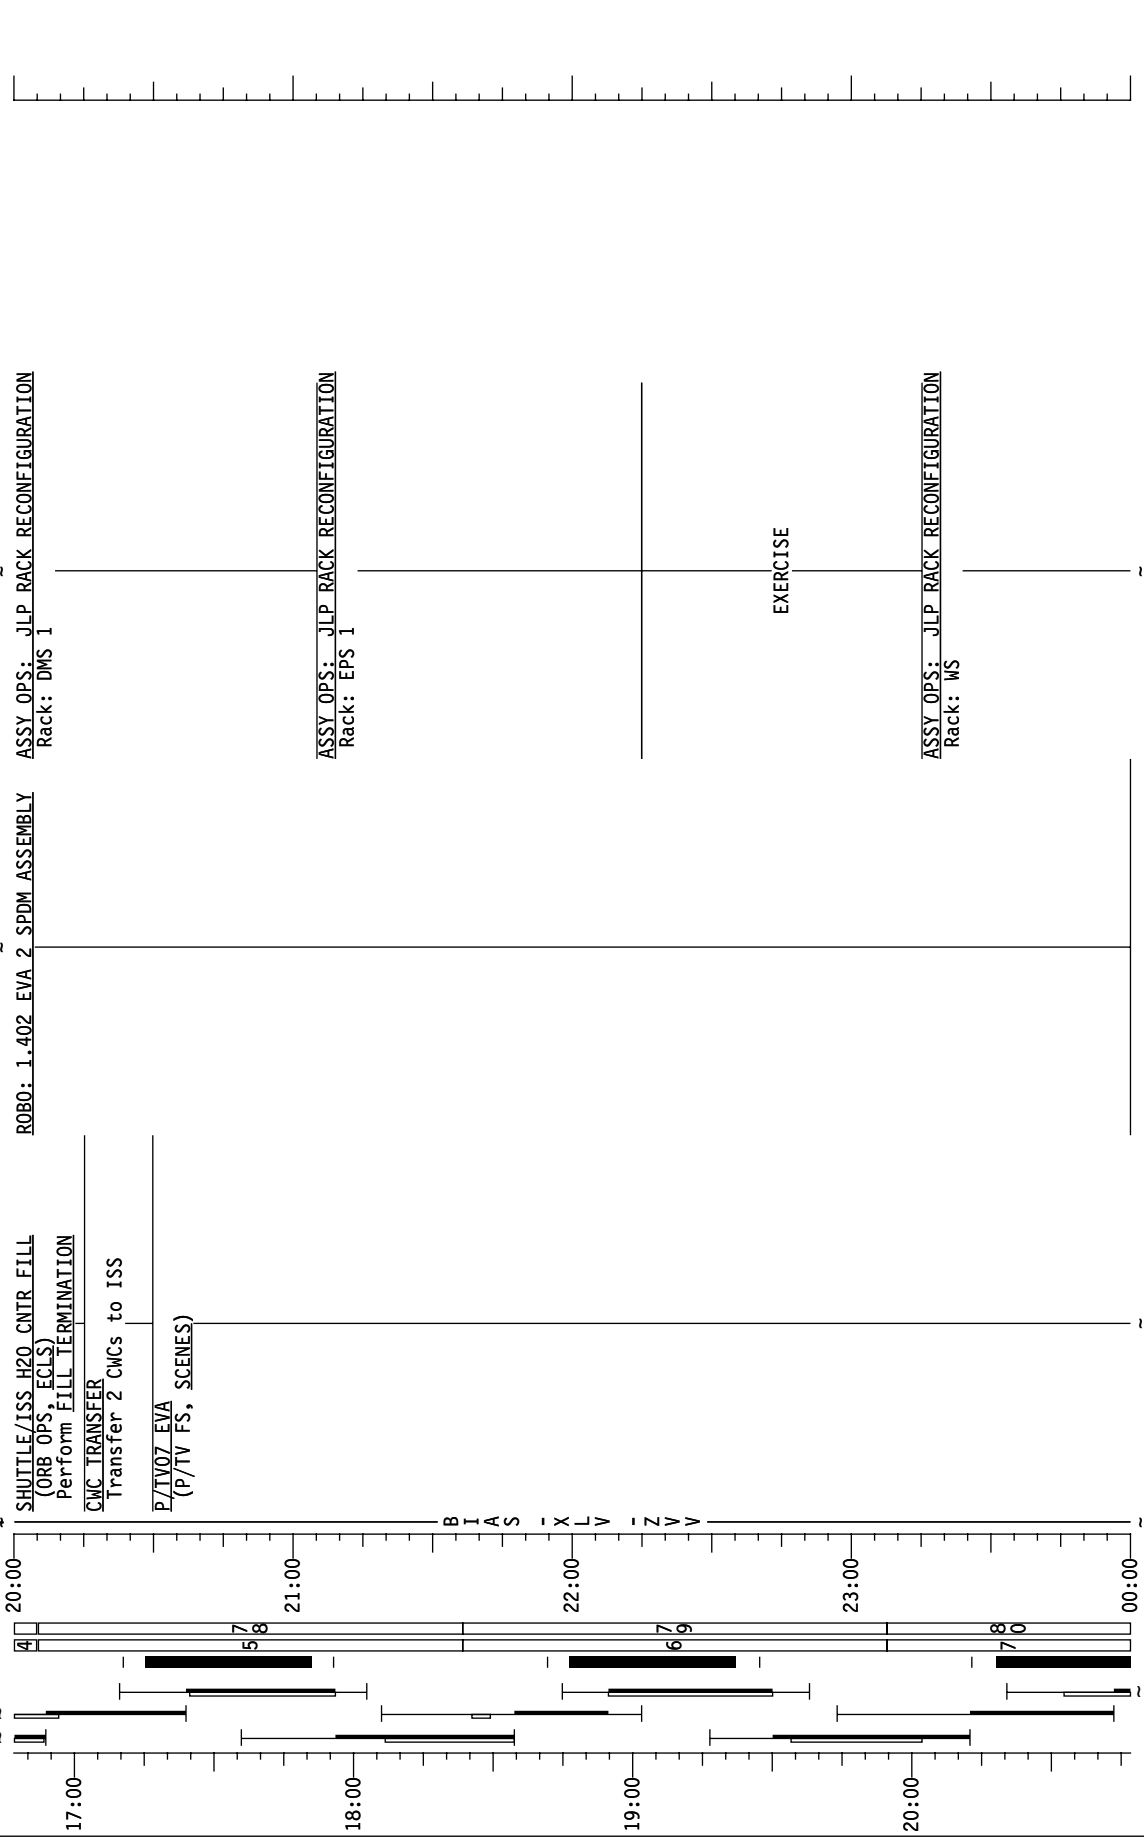 SHUTTLE/ISS H2O CNTR FILL
(ORB OPS, ECLS)
Perform FILL TERMINATION
CWC TRANSFER
Transfer 2 CWCs to ISS
P/TV07 EVA
(P/TV FS, SCENES)
ROBO: 1.402 EVA 2 SPDM ASSEMBLY
ASSY OPS: JLP RACK RECONFIGURATION
Rack: DMS 1
ASSY OPS: JLP RACK RECONFIGURATION
Rack: EPS 1
EXERCISE
ASSY OPS: JLP RACK RECONFIGURATION
Rack: WS
BIAS -XLV -ZVV
20:00
21:00
22:00
23:00
00:00
78
79
80
4
5
6
7
17:00
18:00
19:00
20:00